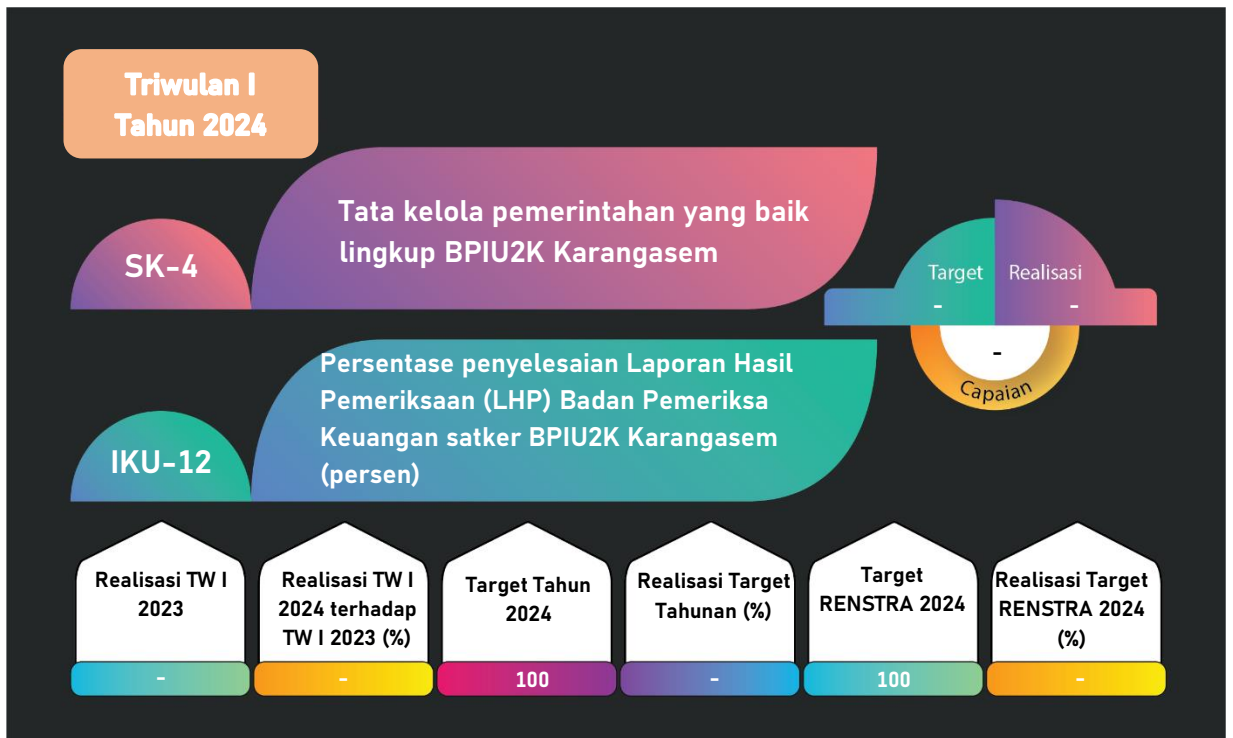 Triwulan I
Tahun 2024
SK-4
Tata kelola pemerintahan yang baik
lingkup BPIU2K Karangasem
Target
Realisasi
-
-
-
Capaian
IKU-12
Persentase penyelesaian Laporan Hasil
Pemeriksaan (LHP) Badan Pemeriksa
Keuangan satker BPIU2K Karangasem
(persen)
Realisasi TW I
2023
-
Realisasi TW I
2024 terhadap
TW I 2023 (%)
-
Target Tahun
2024
100
Realisasi Target
Tahunan (%)
-
Target
RENSTRA 2024
100
Realisasi Target
RENSTRA 2024
(%)
-